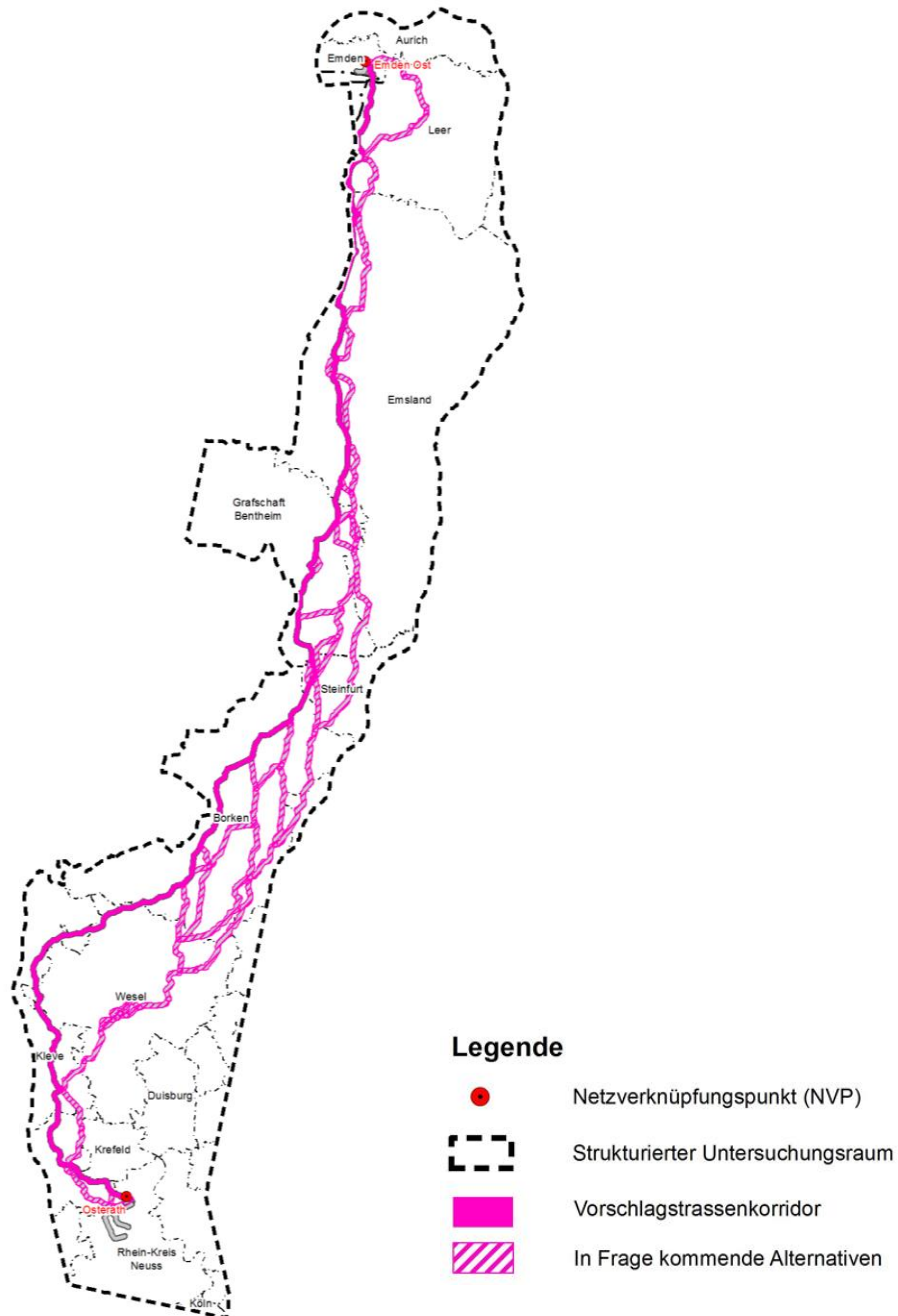 Aurich
Emden
Emden Ost
Leer
Emsland
Grafschaft
Bentheim
Steinfurt
Borken
Wesel
Kleve
Duisburg
Krefeld
Osterath
Rhein-Kreis
Neuss
Köln
Legende
Netzverknüpfungspunkt (NVP)
Strukturierter Untersuchungsraum
Vorschlagstrassenkorridor
In Frage kommende Alternativen